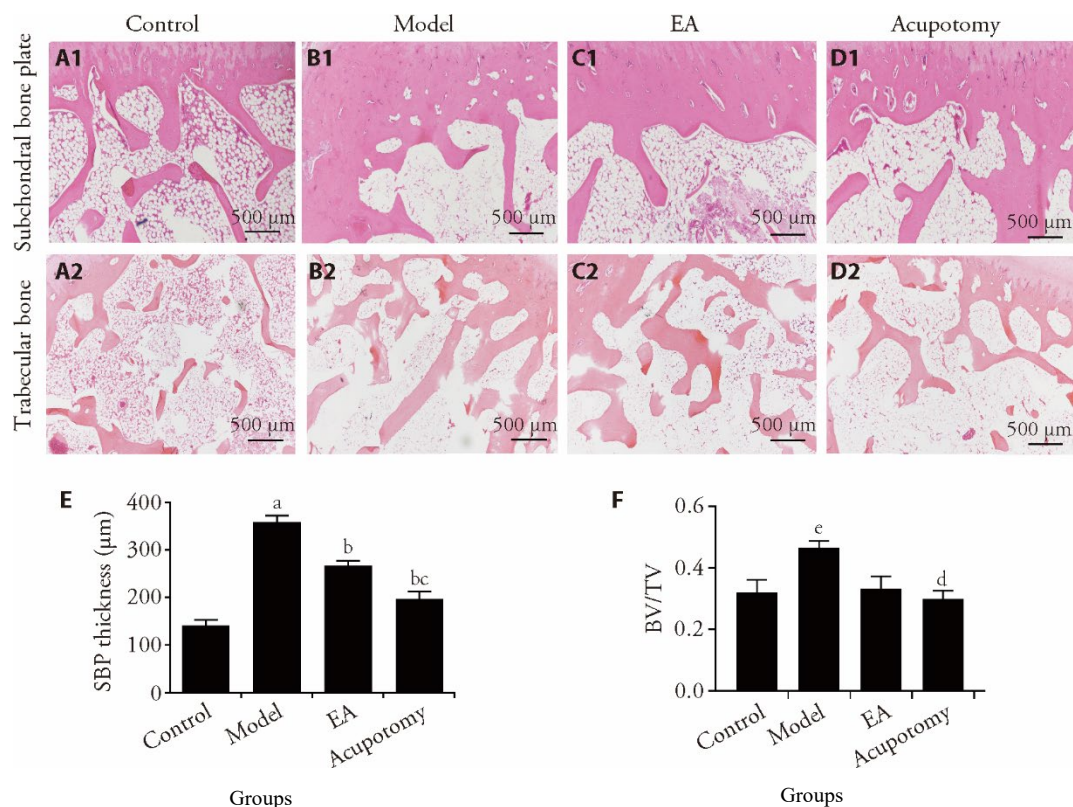 Control Model EA Acupotomy
Subchondral bone plate
A1 B1 C1 D1
500 μm 500 μm 500 μm 500 μm
Trabecular bone
A2 B2 C2 D2
500 μm 500 μm 500 μm 500 μm
E
SBP thickness (μm)
400
300
200
100
0
a
b
bc
Control Model EA Acupotomy
Groups
F
BV/TV
0.6
0.4
0.2
0.0
e
d
Control Model EA Acupotomy
Groups